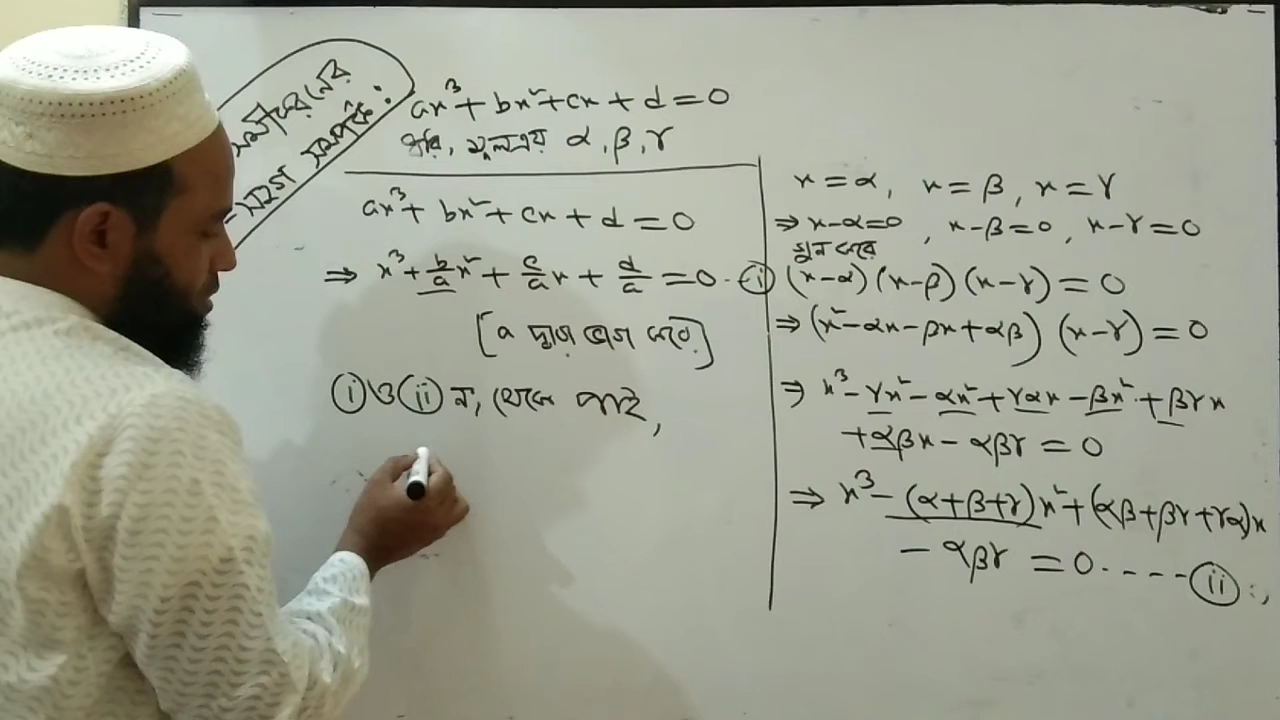 সমীকরণের
সহগ সম্পর্ক:
ax³ + bx² + cx + d = 0
ধরি, মূলত্রয় α, β, γ
ax³ + bx² + cx + d = 0
⇒ x³ + b/a x² + c/a x + d/a = 0 -- (i)
[a দ্বারা ভাগ করে]
(i) ও (ii) নং থেকে পাই,
x = α, x = β, x = γ
⇒ x-α=0, x-β=0, x-γ=0
গুন করে
(x-α)(x-β)(x-γ) = 0
⇒ (x² - αx - βx + αβ)(x-γ) = 0
⇒ x³ - γx² - αx² + γαx - βx² + βγx
+ αβx - αβγ = 0
⇒ x³ - (α+β+γ)x² + (αβ+βγ+γα)x
- αβγ = 0 ---- (ii)